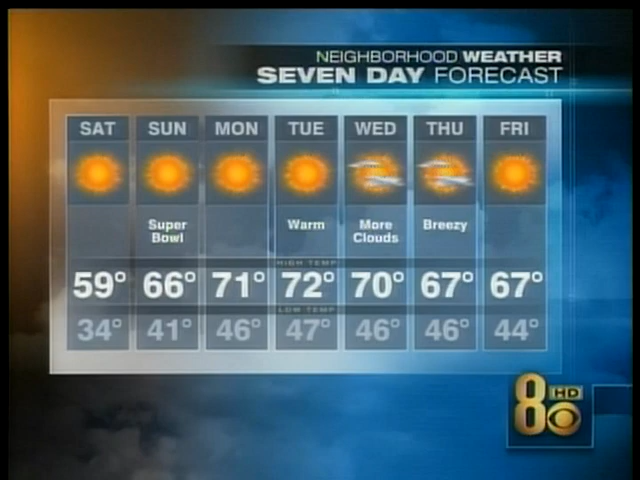 NEIGHBORHOOD WEATHER
SEVEN DAY FORECAST
SAT SUN MON TUE WED THU FRI
Super Bowl Warm More Clouds Breezy
HIGH TEMP
59° 66° 71° 72° 70° 67° 67°
LOW TEMP
34° 41° 46° 47° 46° 46° 44°
8 HD